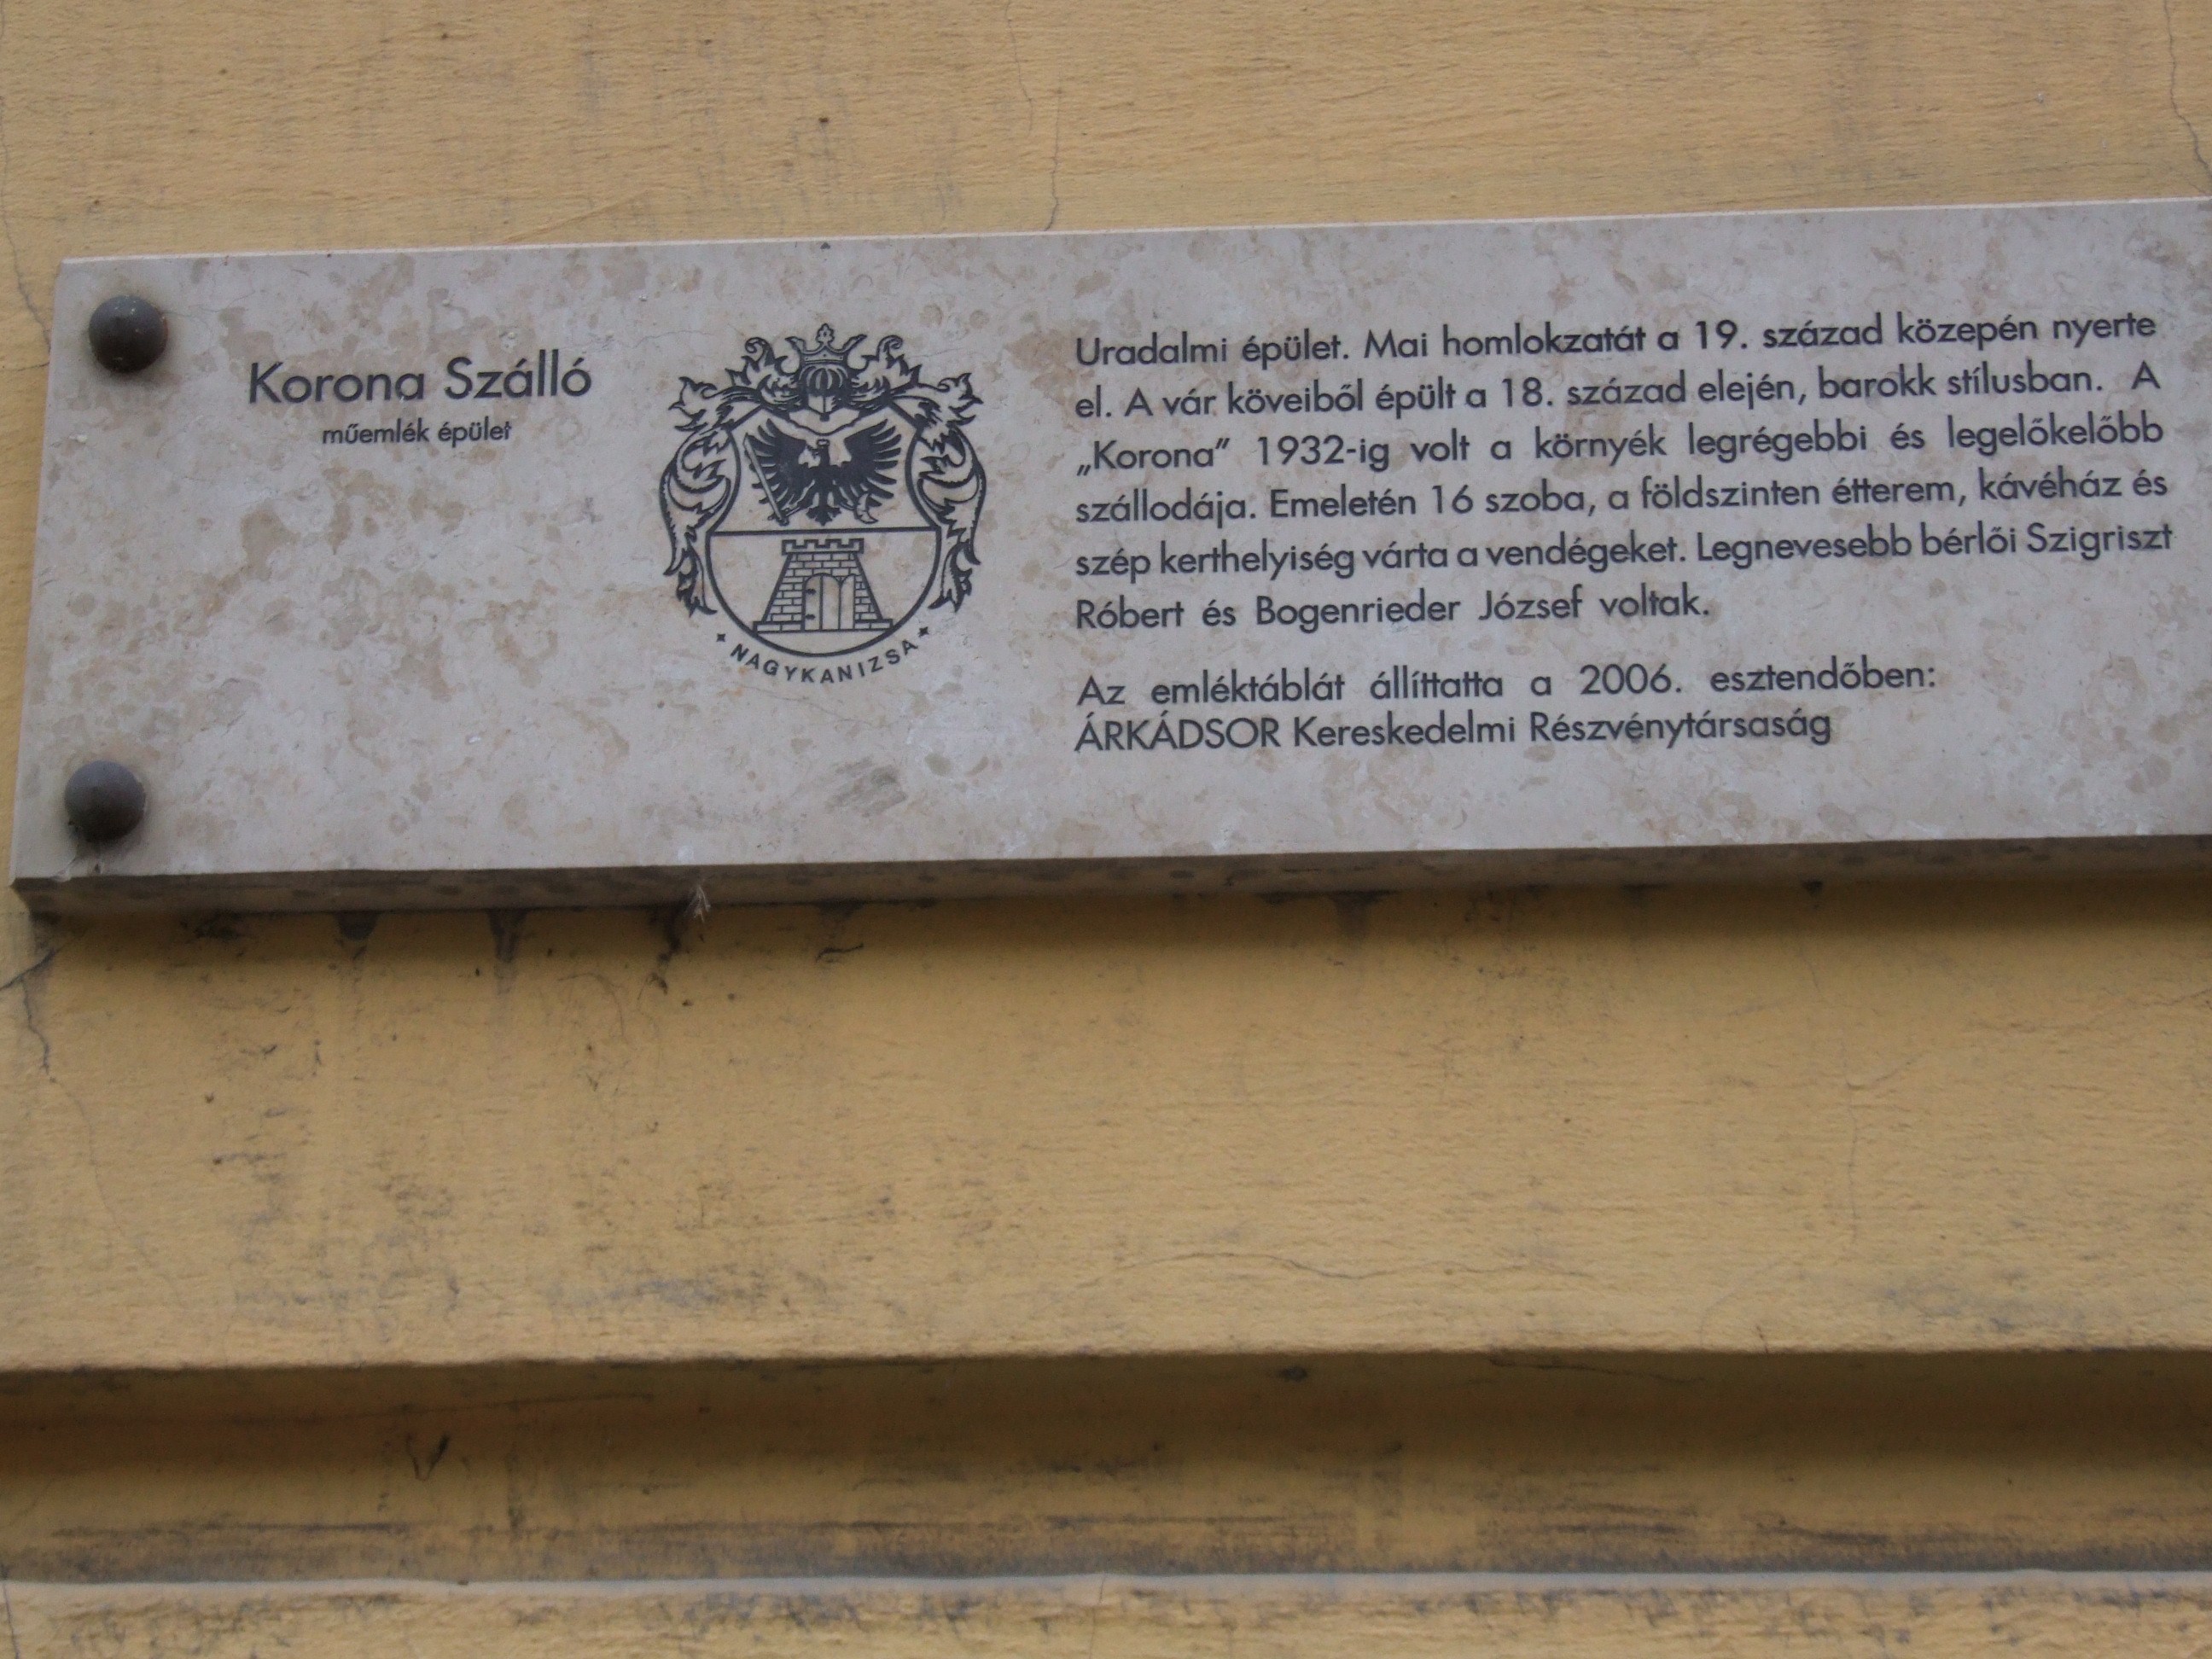 Korona Szálló
műemlék épület
NAGYKANIZSA
Uradalmi épület. Mai homlokzatát a 19. század közepén nyerte
el. A vár köveiből épült a 18. század elején, barokk stílusban. A
„Korona” 1932-ig volt a környék legrégebbi és legelőkelőbb
szállodája. Emeletén 16 szoba, a földszinten étterem, kávéház és
szép kerthelyiség várta a vendégeket. Legnevesebb bérlői Szigriszt
Róbert és Bogenrieder József voltak.
Az emléktáblát állíttatta a 2006. esztendőben:
ÁRKÁDSOR Kereskedelmi Részvénytársaság